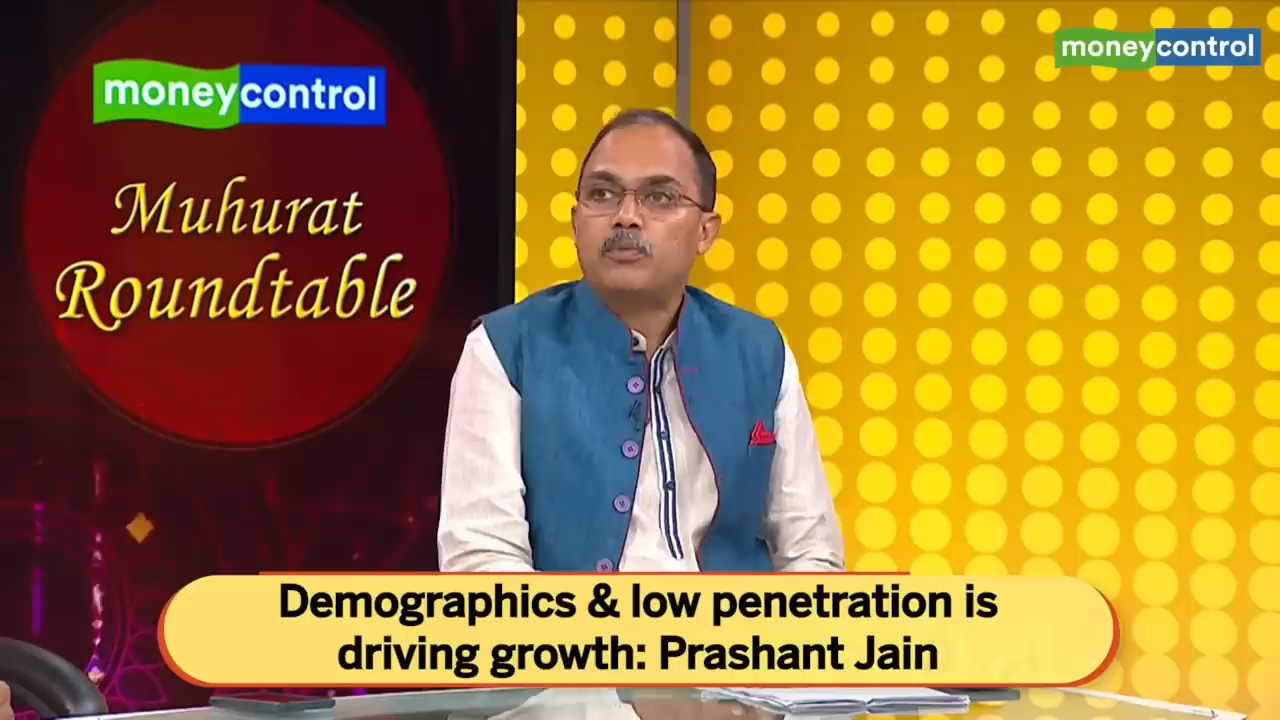 moneycontrol
Muhurat
Roundtable
moneycontrol
Demographics & low penetration is
driving growth: Prashant Jain